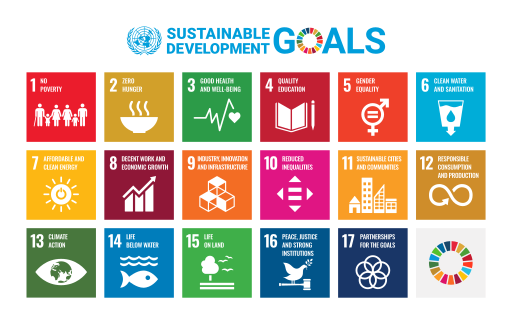 SUSTAINABLE
DEVELOPMENT
GOALS
1 NO
POVERTY
2 ZERO
HUNGER
3 GOOD HEALTH
AND WELL-BEING
4 QUALITY
EDUCATION
5 GENDER
EQUALITY
6 CLEAN WATER
AND SANITATION
7 AFFORDABLE AND
CLEAN ENERGY
8 DECENT WORK AND
ECONOMIC GROWTH
9 INDUSTRY, INNOVATION
AND INFRASTRUCTURE
10 REDUCED
INEQUALITIES
11 SUSTAINABLE CITIES
AND COMMUNITIES
12 RESPONSIBLE
CONSUMPTION
AND PRODUCTION
13 CLIMATE
ACTION
14 LIFE
BELOW WATER
15 LIFE
ON LAND
16 PEACE, JUSTICE
AND STRONG
INSTITUTIONS
17 PARTNERSHIPS
FOR THE GOALS